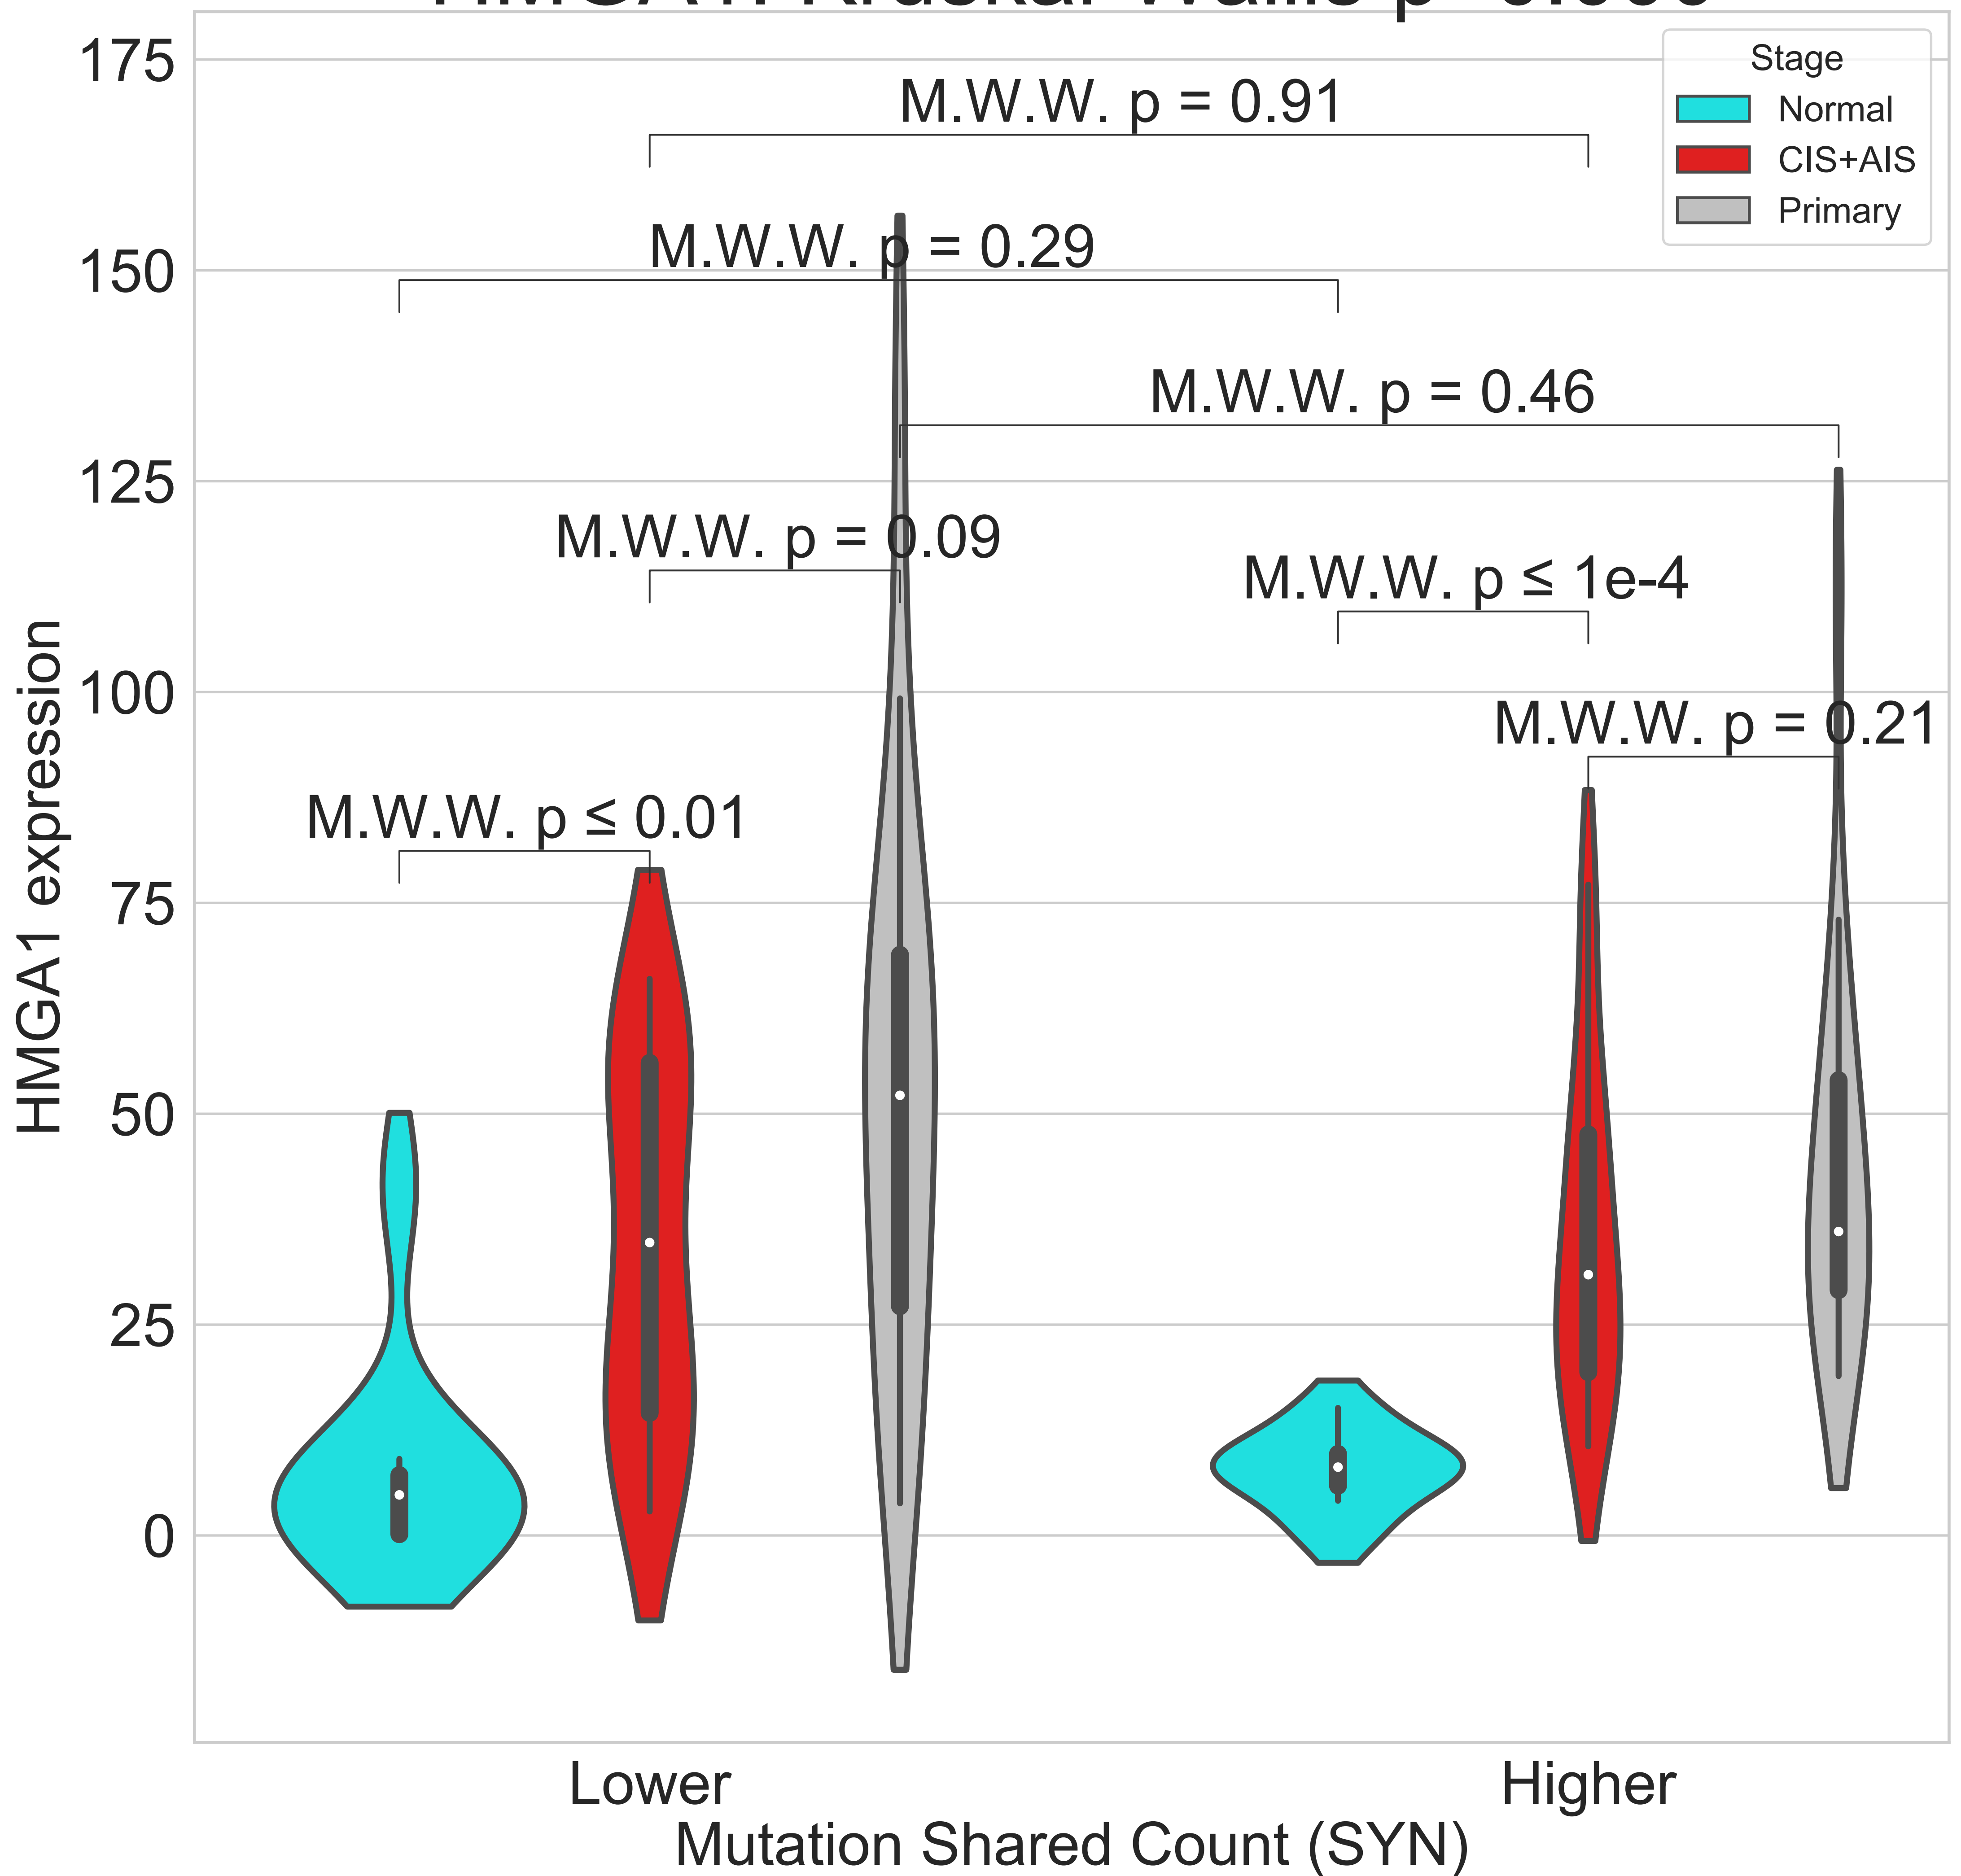 175
150
125
100
75
50
25
0
HMGA1 expression
Stage
Normal
CIS+AIS
Primary
M.W.W. p = 0.91
M.W.W. p = 0.29
M.W.W. p = 0.46
M.W.W. p = 0.09
M.W.W. p ≤ 1e-4
M.W.W. p = 0.21
M.W.W. p ≤ 0.01
Lower
Higher
Mutation Shared Count (SYN)